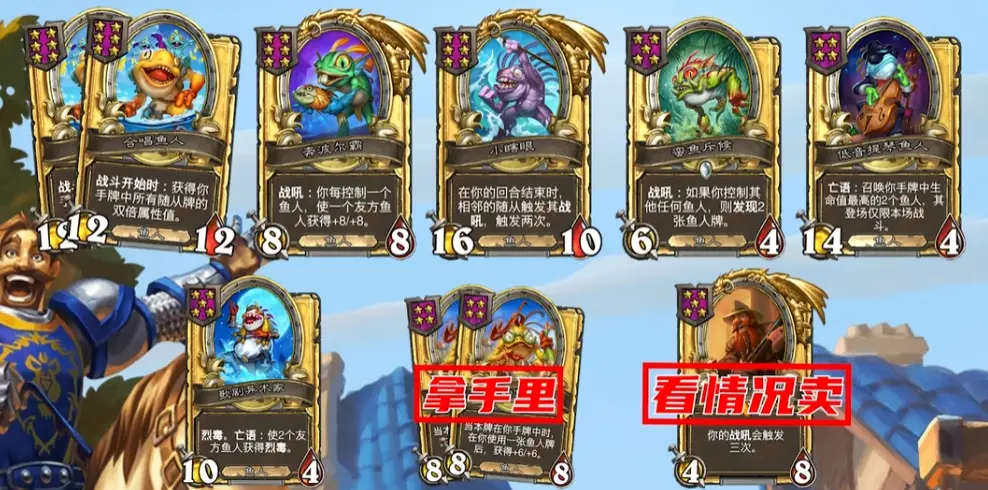 合唱鱼人
战斗开始时：获得你
手牌中所有随从牌的
双倍属性值。
鱼人
12
12
奔波尔霸
战吼：你每控制一个
鱼人，使一个友方鱼
人获得+8/+8。
鱼人
8
8
小瞎眼
在你的回合结束时，
相邻的随从触发其战
吼，触发两次。
鱼人
16
10
蛮鱼斥候
战吼：如果你控制其
他任何鱼人，则发现2
张鱼人牌。
鱼人
6
4
低音提琴鱼人
亡语：召唤你手牌中生
命值最高的2个鱼人，其
登场仅限本场战
斗。
鱼人
14
4
歌剧异术家
烈毒。亡语：使2个友
方鱼人获得烈毒。
鱼人
10
4
拿手里
当本牌在你手牌中时，
在你使用一张鱼人牌
后，获得+6/+6。
鱼人
8
8
8
看情况卖
你的战吼会触发
三次。
4
8